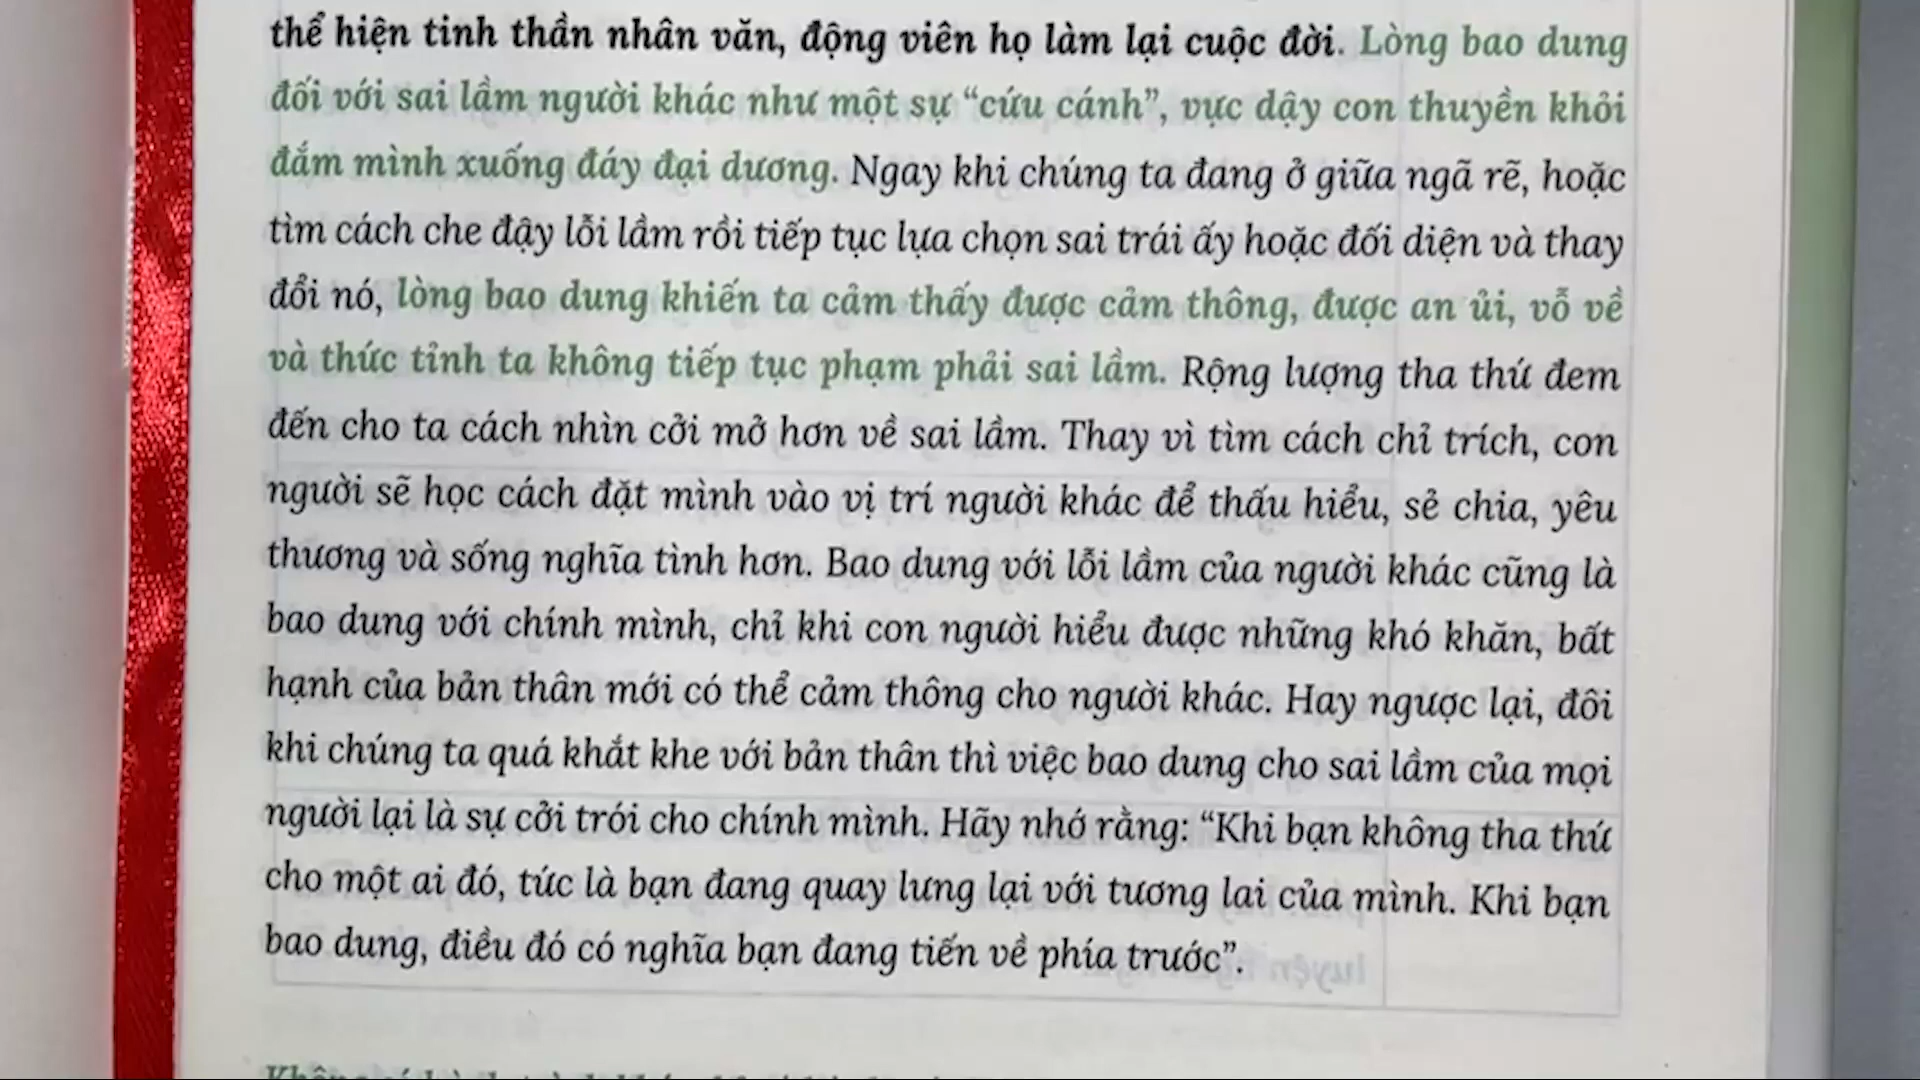 thể hiện tinh thần nhân văn, động viên họ làm lại cuộc đời. Lòng bao dung
đối với sai lầm người khác như một sự “cứu cánh”, vực dậy con thuyền khỏi
đắm mình xuống đáy đại dương. Ngay khi chúng ta đang ở giữa ngã rẽ, hoặc
tìm cách che đậy lỗi lầm rồi tiếp tục lựa chọn sai trái ấy hoặc đối diện và thay
đổi nó, lòng bao dung khiến ta cảm thấy được cảm thông, được an ủi, vỗ về
và thức tỉnh ta không tiếp tục phạm phải sai lầm. Rộng lượng tha thứ đem
đến cho ta cách nhìn cởi mở hơn về sai lầm. Thay vì tìm cách chỉ trích, con
người sẽ học cách đặt mình vào vị trí người khác để thấu hiểu, sẻ chia, yêu
thương và sống nghĩa tình hơn. Bao dung với lỗi lầm của người khác cũng là
bao dung với chính mình, chỉ khi con người hiểu được những khó khăn, bất
hạnh của bản thân mới có thể cảm thông cho người khác. Hay ngược lại, đôi
khi chúng ta quá khắt khe với bản thân thì việc bao dung cho sai lầm của mọi
người lại là sự cởi trói cho chính mình. Hãy nhớ rằng: “Khi bạn không tha thứ
cho một ai đó, tức là bạn đang quay lưng lại với tương lai của mình. Khi bạn
bao dung, điều đó có nghĩa bạn đang tiến về phía trước”.